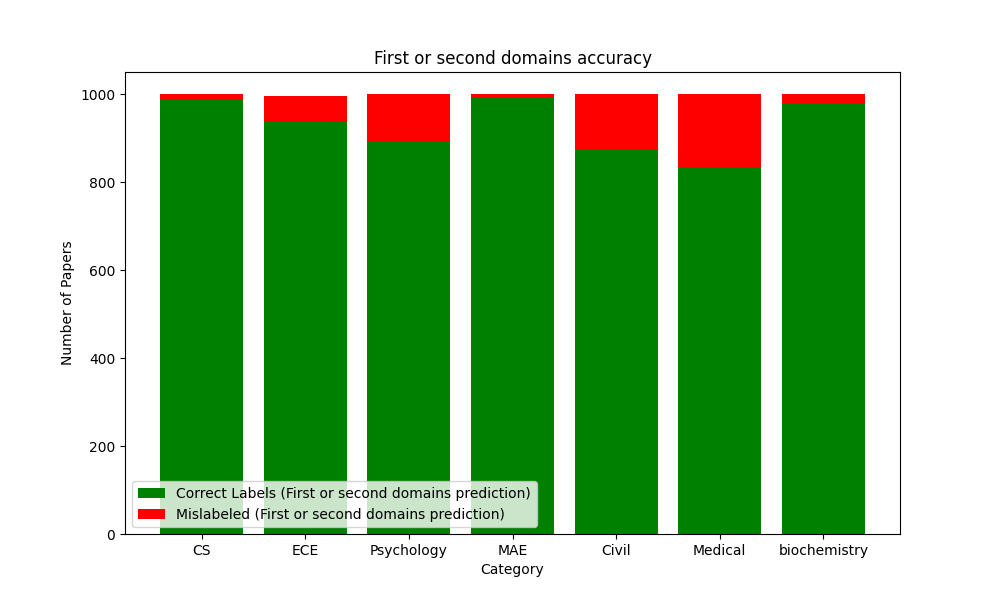 First or second domains accuracy
1000
800
600
400
200
0
Number of Papers
Correct Labels (First or second domains prediction)
Mislabeled (First or second domains prediction)
CS ECE Psychology MAE Civil Medical biochemistry
Category